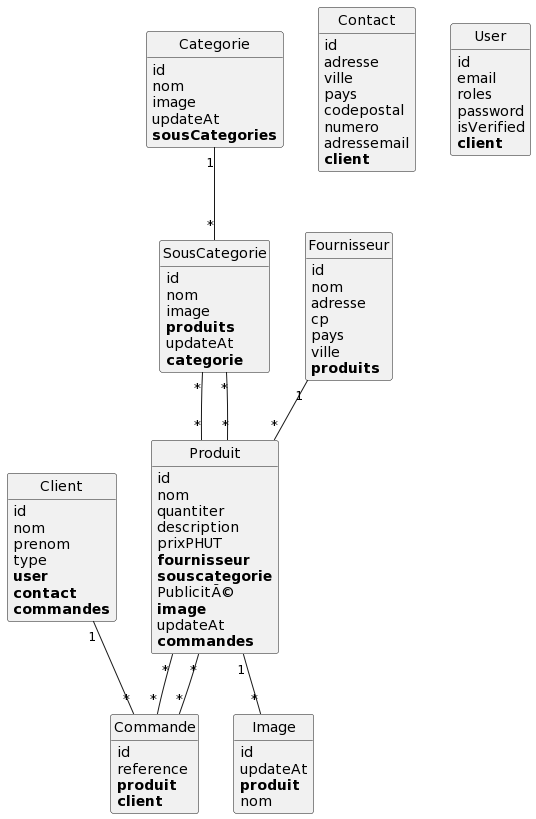 Categorie
id
nom
image
updateAt
sousCategories
Contact
id
adresse
ville
pays
codepostal
numero
adressemail
client
User
id
email
roles
password
isVerified
client
1
*
SousCategorie
id
nom
image
produits
updateAt
categorie
Fournisseur
id
nom
adresse
cp
pays
ville
produits
* *
1
* * *
Client
id
nom
prenom
type
user
contact
commandes
Produit
id
nom
quantiter
description
prixPHUT
fournisseur
souscategorie
PublicitÃ©
image
updateAt
commandes
1
* *
1
* * * *
Commande
id
reference
produit
client
Image
id
updateAt
produit
nom